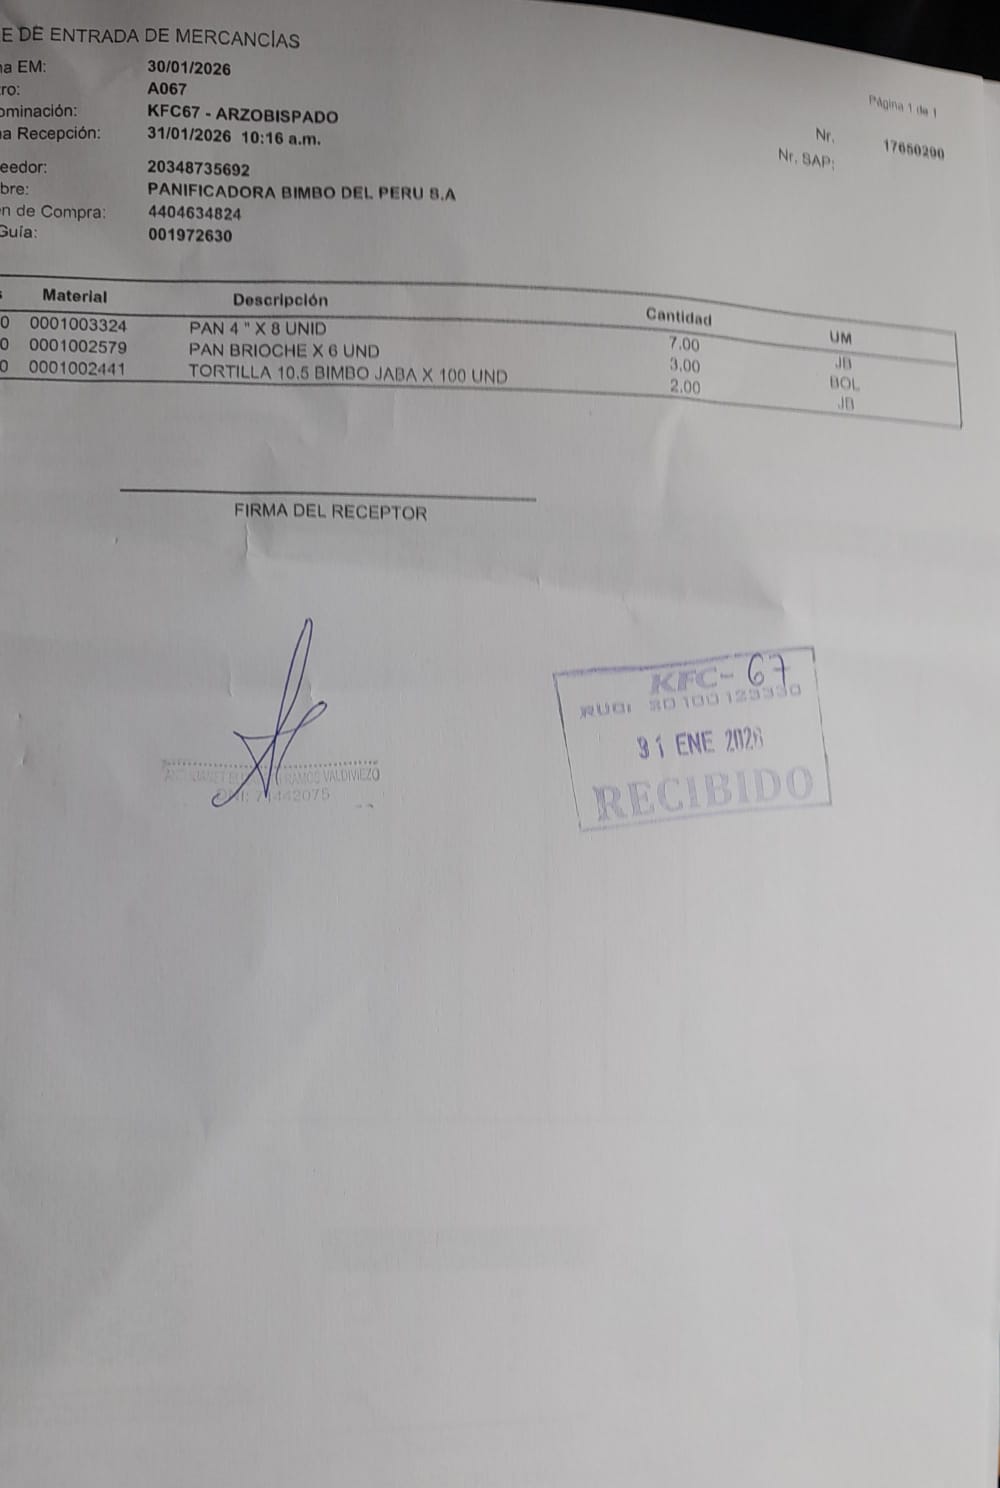 E DE ENTRADA DE MERCANCÍAS
a EM: 30/01/2026
ro: A067
ominación: KFC67 - ARZOBISPADO
a Recepción: 31/01/2026 10:16 a.m.
Página 1 de 1
Nr. 17650290
Nr. SAP:
eedor: 20348735692
bre: PANIFICADORA BIMBO DEL PERU S.A
n de Compra: 4404634824
Guía: 001972630
s Material Descripción Cantidad UM
0 0001003324 PAN 4 " X 8 UNID 7.00 JB
0 0001002579 PAN BRIOCHE X 6 UND 3.00 BOL
0 0001002441 TORTILLA 10.5 BIMBO JABA X 100 UND 2.00 JB
FIRMA DEL RECEPTOR
RAMOS VALDIVIEZO
KFC- 67
RUC:
31 ENE 2026
RECIBIDO